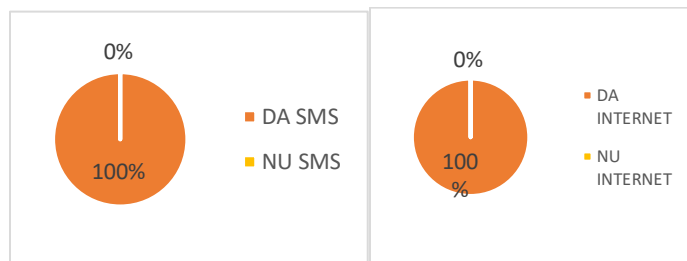 0%
100%
DA SMS
NU SMS
0%
100
%
DA
INTERNET
NU
INTERNET